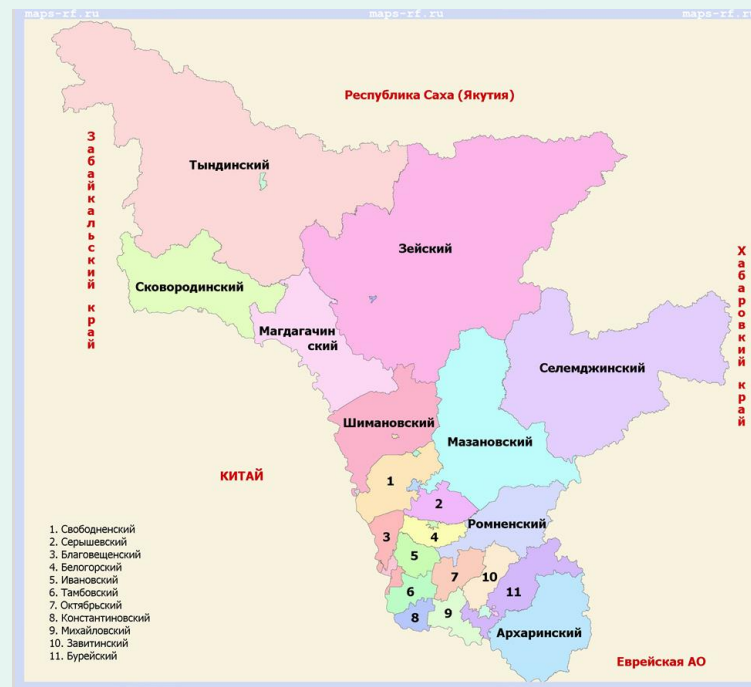 maps-rf.ru maps-rf.ru maps-rf.r
Республика Саха (Якутия)
Забайкальский край
Тындинский
Зейский
Хабаровкий край
Сковородинский
Магдагачин
ский
Селемджинский
Шимановский
Мазановский
КИТАЙ
1
2
Ромненский
3
4
5
6
7
10
11
8
9
Архаринский
Еврейская АО
1. Свободненский
2. Серышевский
3. Благовещенский
4. Белогорский
5. Ивановский
6. Тамбовский
7. Октябрьский
8. Константиновский
9. Михайловский
10. Завитинский
11. Бурейский